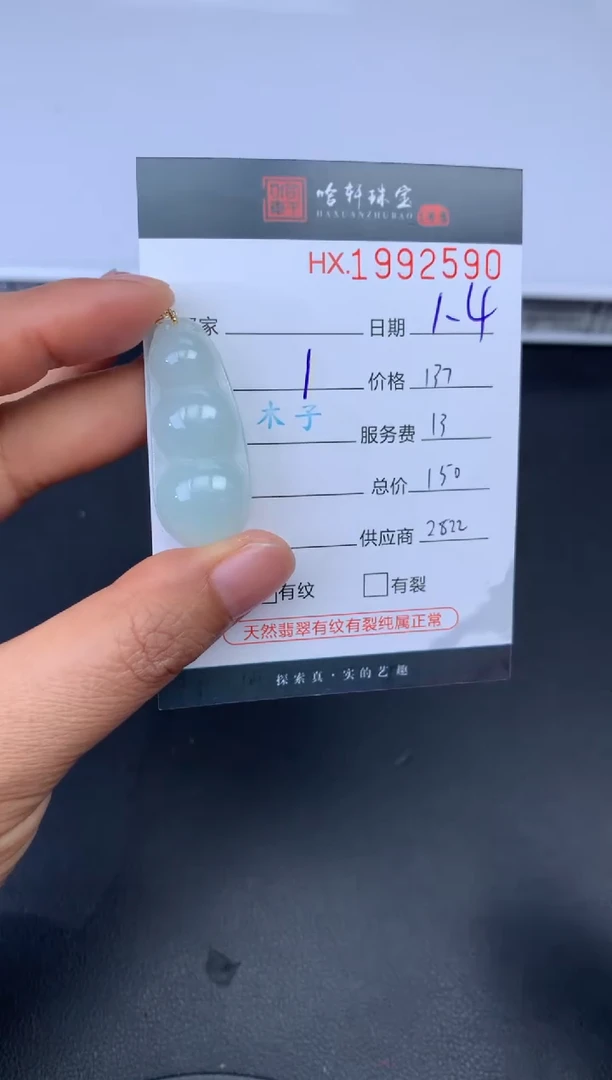 哈轩珠宝
HAXUANZHUBAO
HX.1992590
家 日期 1-4
1 价格 137
木子
服务费 13
总价 150
供应商 2822
有纹 有裂
天然翡翠有纹有裂纯属正常
探索真·实的艺趣